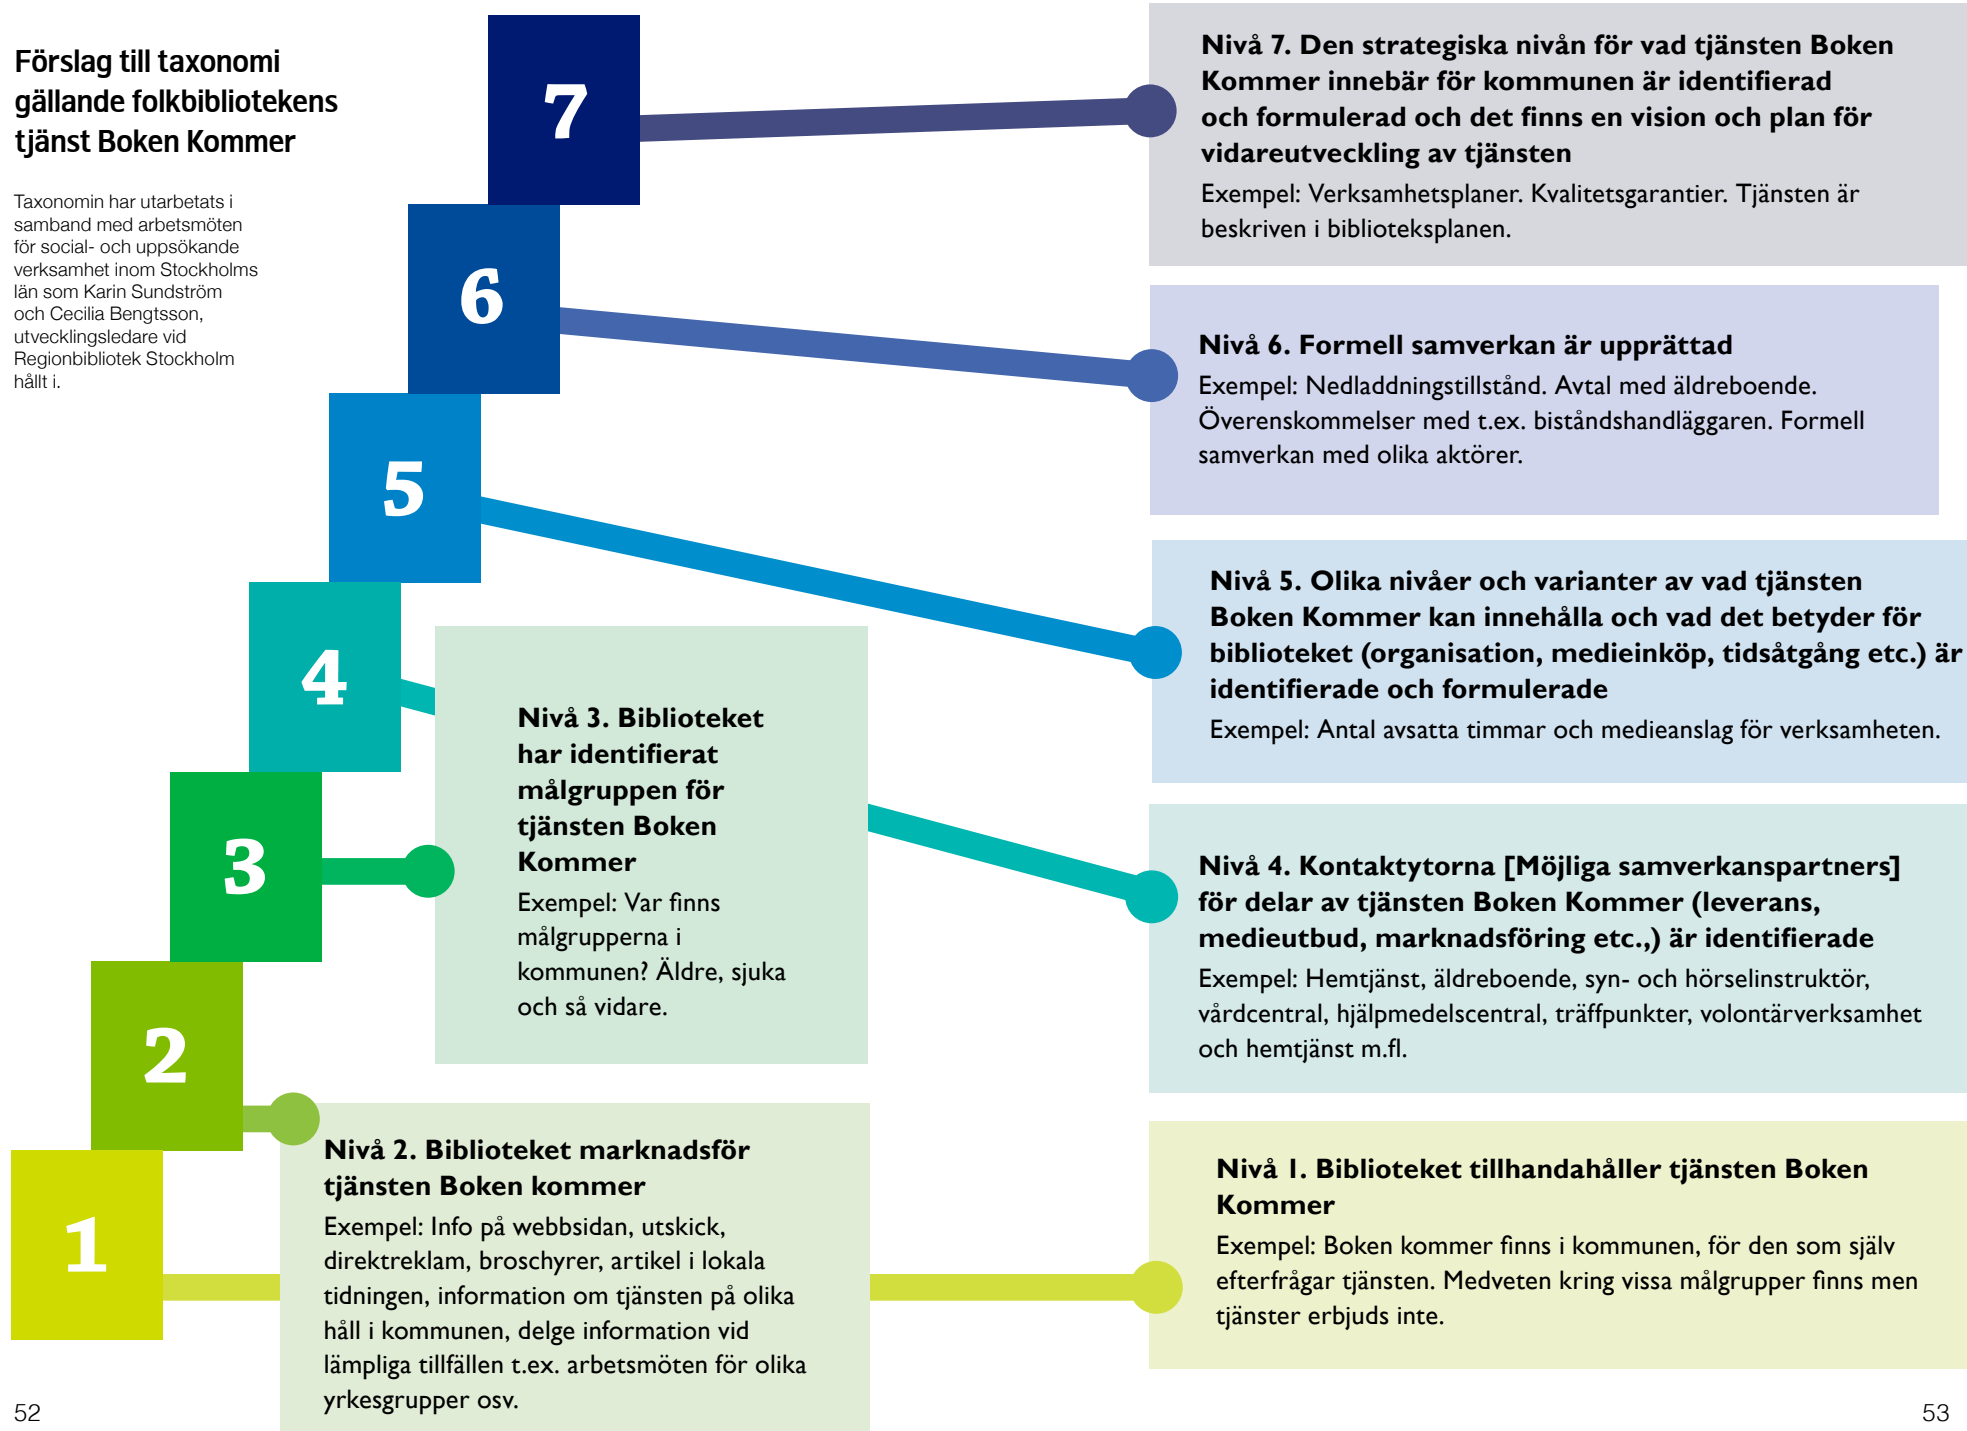 Förslag till taxonomi
gällande folkbibliotekens
tjänst Boken Kommer
Taxonomin har utarbetats i
samband med arbetsmöten
för social- och uppsökande
verksamhet inom Stockholms
län som Karin Sundström
och Cecilia Bengtsson,
utvecklingsledare vid
Regionbibliotek Stockholm
hållt i.
7
Nivå 7. Den strategiska nivån för vad tjänsten Boken
Kommer innebär för kommunen är identifierad
och formulerad och det finns en vision och plan för
vidareutveckling av tjänsten
Exempel: Verksamhetsplaner. Kvalitetsgarantier. Tjänsten är
beskriven i biblioteksplanen.
6
Nivå 6. Formell samverkan är upprättad
Exempel: Nedladdningstillstånd. Avtal med äldreboende.
Överenskommelser med t.ex. biståndshandläggaren. Formell
samverkan med olika aktörer.
5
Nivå 5. Olika nivåer och varianter av vad tjänsten
Boken Kommer kan innehålla och vad det betyder för
biblioteket (organisation, medieinköp, tidsåtgång etc.) är
identifierade och formulerade
Exempel: Antal avsatta timmar och medieanslag för verksamheten.
4
Nivå 4. Kontaktytorna [Möjliga samverkanspartners]
för delar av tjänsten Boken Kommer (leverans,
medieutbud, marknadsföring etc.,) är identifierade
Exempel: Hemtjänst, äldreboende, syn- och hörselinstruktör,
vårdcentral, hjälpmedelscentral, träffpunkter, volontärverksamhet
och hemtjänst m.fl.
3
Nivå 3. Biblioteket
har identifierat
målgruppen för
tjänsten Boken
Kommer
Exempel: Var finns
målgrupperna i
kommunen? Äldre, sjuka
och så vidare.
2
Nivå 2. Biblioteket marknadsför
tjänsten Boken kommer
Exempel: Info på webbsidan, utskick,
direktreklam, broschyrer, artikel i lokala
tidningen, information om tjänsten på olika
håll i kommunen, delge information vid
lämpliga tillfällen t.ex. arbetsmöten för olika
yrkesgrupper osv.
1
Nivå 1. Biblioteket tillhandahåller tjänsten Boken
Kommer
Exempel: Boken kommer finns i kommunen, för den som själv
efterfrågar tjänsten. Medveten kring vissa målgrupper finns men
tjänster erbjuds inte.
52
53